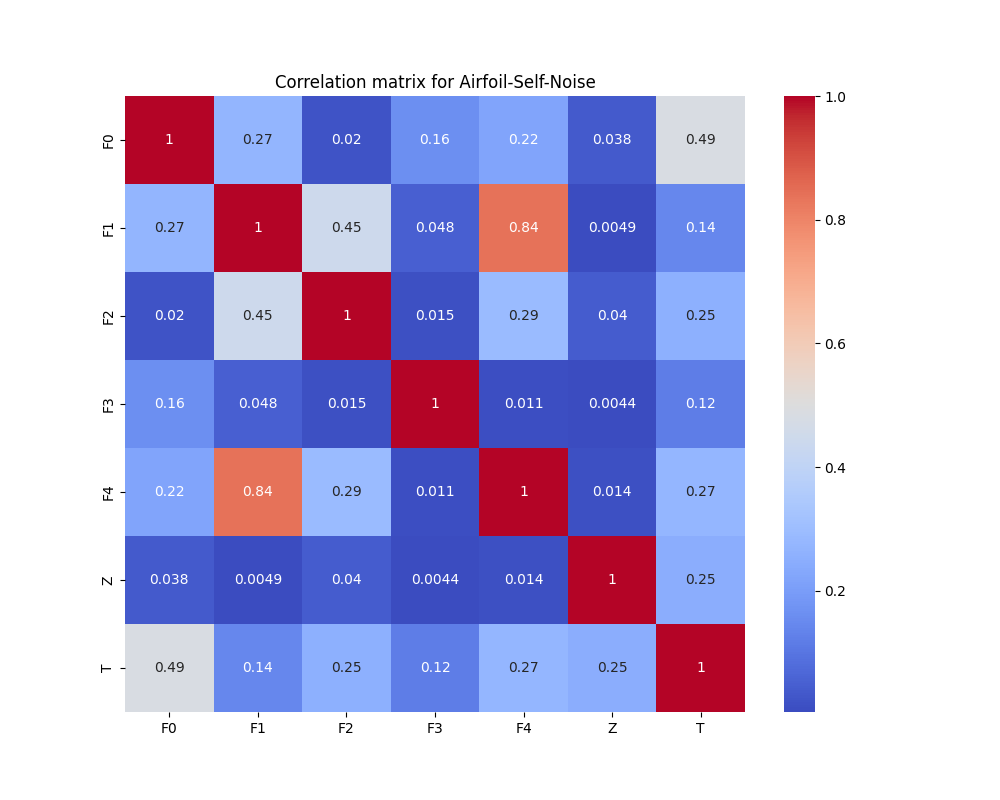 Correlation matrix for Airfoil-Self-Noise
F0 1 0.27 0.02 0.16 0.22 0.038 0.49
F1 0.27 1 0.45 0.048 0.84 0.0049 0.14
F2 0.02 0.45 1 0.015 0.29 0.04 0.25
F3 0.16 0.048 0.015 1 0.011 0.0044 0.12
F4 0.22 0.84 0.29 0.011 1 0.014 0.27
Z 0.038 0.0049 0.04 0.0044 0.014 1 0.25
T 0.49 0.14 0.25 0.12 0.27 0.25 1
F0 F1 F2 F3 F4 Z T
1.0
0.8
0.6
0.4
0.2